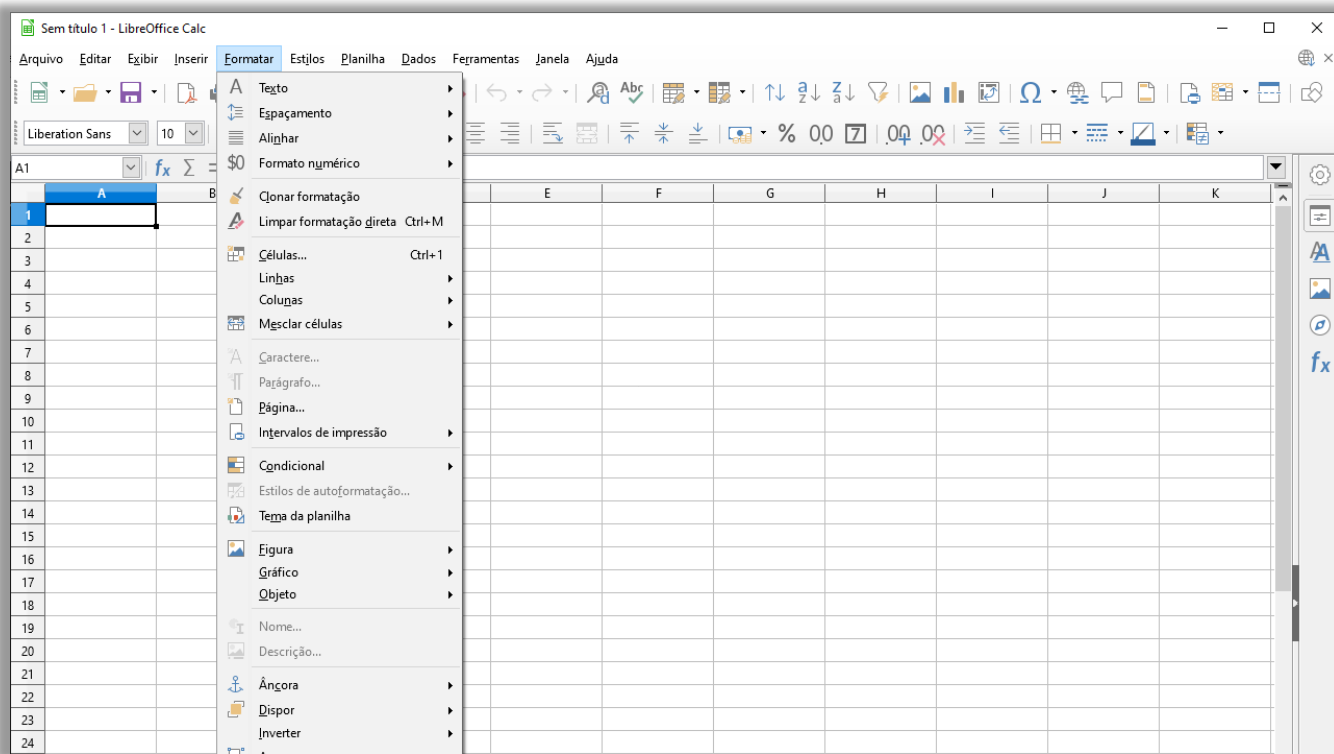 Sem título 1 - LibreOffice Calc
Arquivo Editar Exibir Inserir Formatar Estilos Planilha Dados Ferramentas Janela Ajuda
Liberation Sans 10
A1
A B E F G H I J K
1
2
3
4
5
6
7
8
9
10
11
12
13
14
15
16
17
18
19
20
21
22
23
24
Texto
Espaçamento
Alinhar
Formato numérico
Clonar formatação
Limpar formatação direta Ctrl+M
Células... Ctrl+1
Linhas
Colunas
Mesclar células
Caractere...
Parágrafo...
Página...
Intervalos de impressão
Condicional
Estilos de autoformatação...
Tema da planilha
Figura
Gráfico
Objeto
Nome...
Descrição...
Âncora
Dispor
Inverter